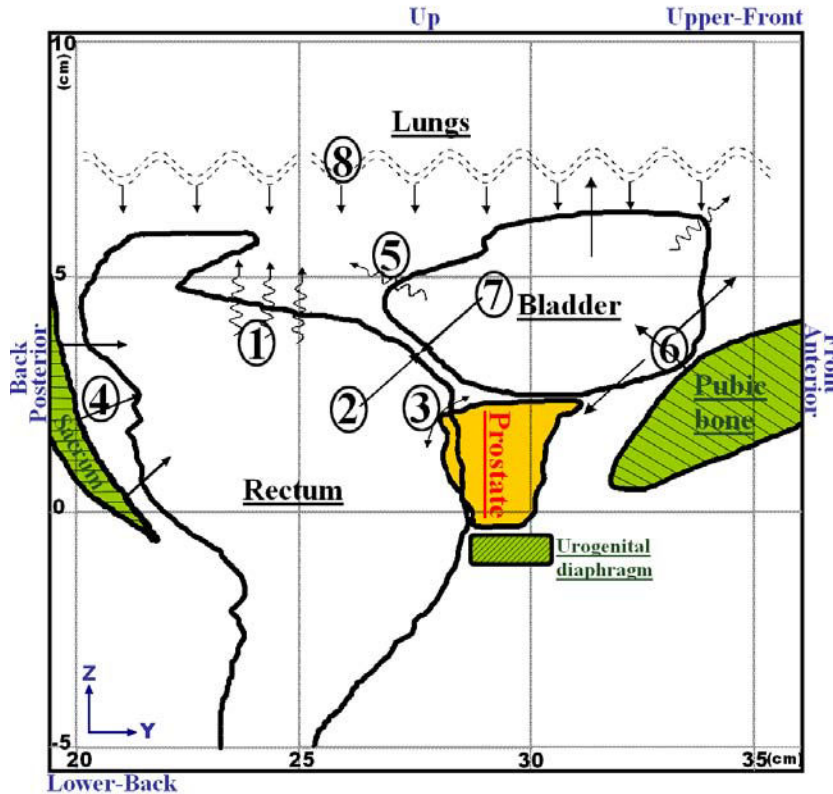 Up
Upper-Front
10
(cm)
Lungs
8
5
5
7
Bladder
1
6
Back
Posterior
Front
Anterior
4
2
3
Pubic
bone
Sacrum
Prostate
Rectum
0
Urogenital
diaphragm
Z
Y
-5
20
25
30
35 (cm)
Lower-Back